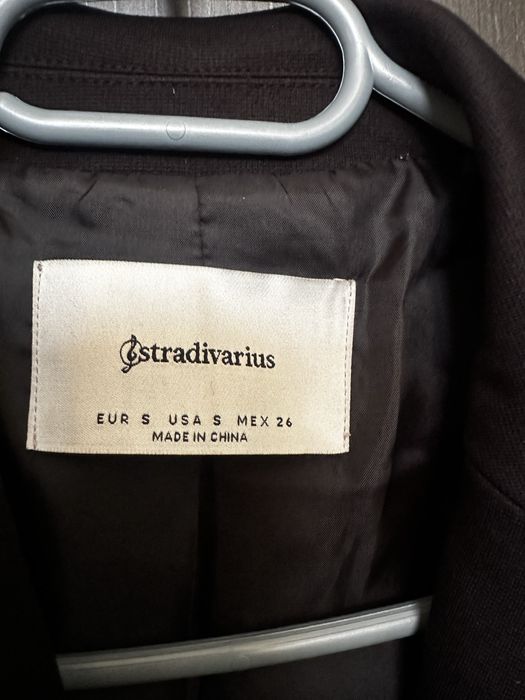 stradivarius
EUR S USA S MEX 26
MADE IN CHINA